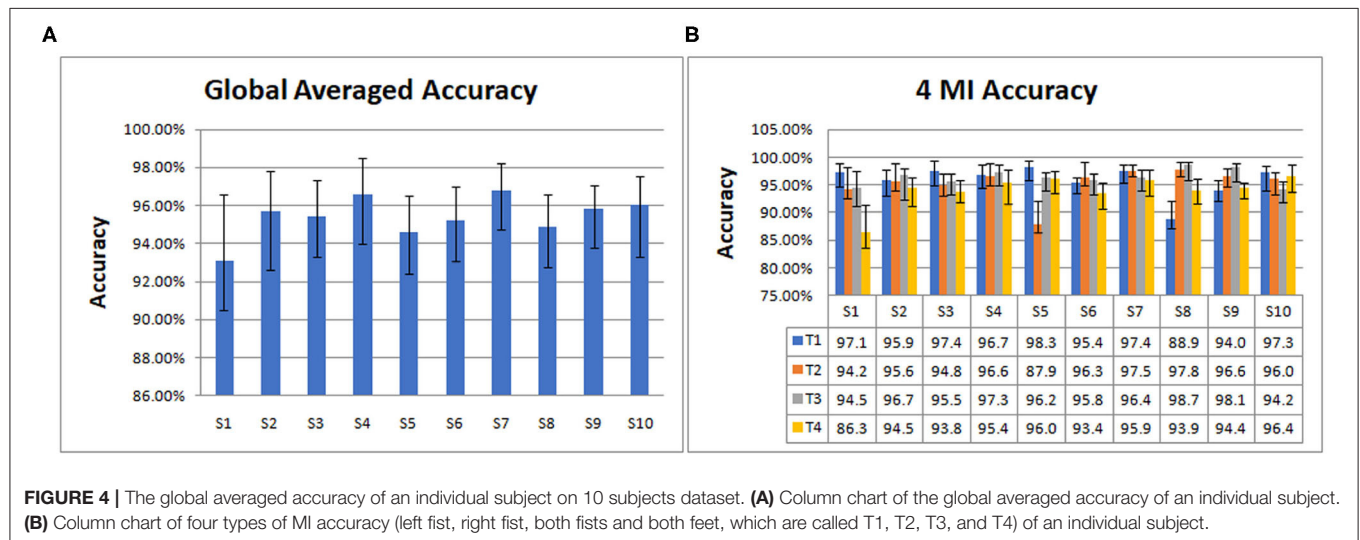 A
B
Global Averaged Accuracy
Accuracy
100.00%
98.00%
96.00%
94.00%
92.00%
90.00%
88.00%
86.00%
S1 S2 S3 S4 S5 S6 S7 S8 S9 S10
4 MI Accuracy
Accuracy
105.00%
100.00%
95.00%
90.00%
85.00%
80.00%
75.00%
S1 S2 S3 S4 S5 S6 S7 S8 S9 S10
T1 97.1 95.9 97.4 96.7 98.3 95.4 97.4 88.9 94.0 97.3
T2 94.2 95.6 94.8 96.6 87.9 96.3 97.5 97.8 96.6 96.0
T3 94.5 96.7 95.5 97.3 96.2 95.8 96.4 98.7 98.1 94.2
T4 86.3 94.5 93.8 95.4 96.0 93.4 95.9 93.9 94.4 96.4
FIGURE 4 | The global averaged accuracy of an individual subject on 10 subjects dataset. (A) Column chart of the global averaged accuracy of an individual subject.
(B) Column chart of four types of MI accuracy (left fist, right fist, both fists and both feet, which are called T1, T2, T3, and T4) of an individual subject.